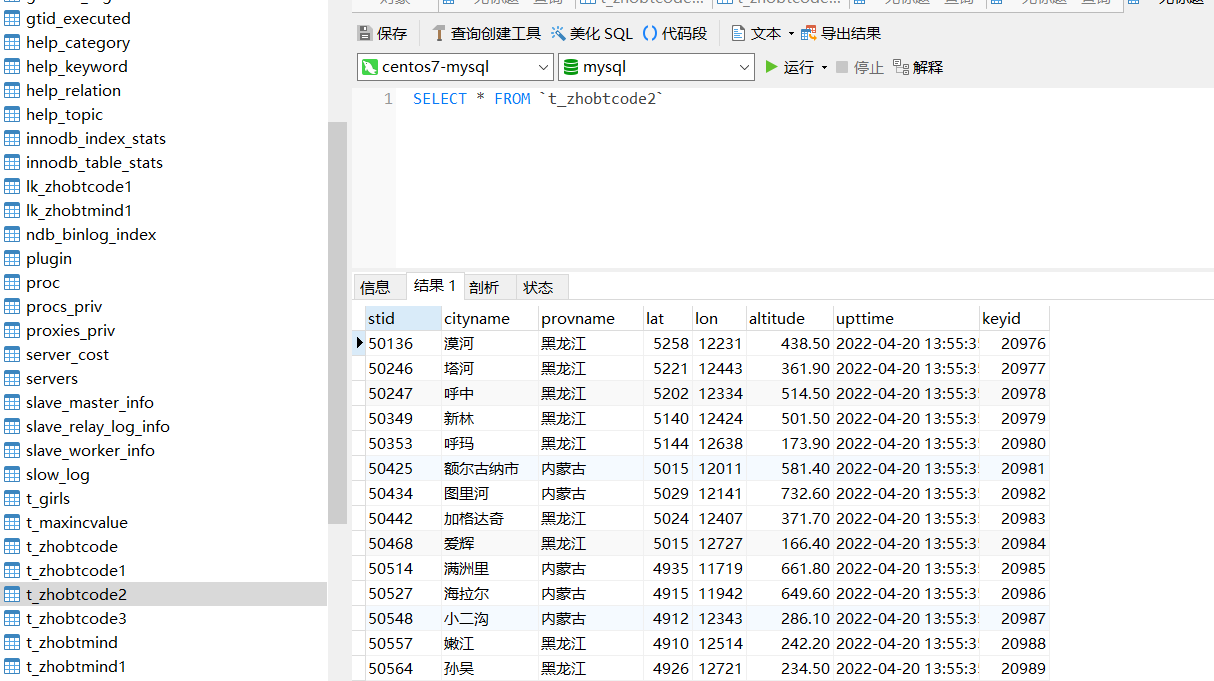 gtid_executed
help_category
help_keyword
help_relation
help_topic
innodb_index_stats
innodb_table_stats
lk_zhobtcode1
lk_zhobtmind1
ndb_binlog_index
plugin
proc
procs_priv
proxies_priv
server_cost
servers
slave_master_info
slave_relay_log_info
slave_worker_info
slow_log
t_girls
t_maxincvalue
t_zhobtcode
t_zhobtcode1
t_zhobtcode2
t_zhobtcode3
t_zhobtmind
t_zhobtmind1
保存 查询创建工具 美化 SQL () 代码段 文本 导出结果
centos7-mysql mysql 运行 停止 解释
1 SELECT * FROM `t_zhobtcode2`
信息 结果 1 剖析 状态
stid cityname provname lat lon altitude upttime keyid
50136 漠河 黑龙江 5258 12231 438.50 2022-04-20 13:55:35 20976
50246 塔河 黑龙江 5221 12443 361.90 2022-04-20 13:55:35 20977
50247 呼中 黑龙江 5202 12334 514.50 2022-04-20 13:55:35 20978
50349 新林 黑龙江 5140 12424 501.50 2022-04-20 13:55:35 20979
50353 呼玛 黑龙江 5144 12638 173.90 2022-04-20 13:55:35 20980
50425 额尔古纳市 内蒙古 5015 12011 581.40 2022-04-20 13:55:35 20981
50434 图里河 内蒙古 5029 12141 732.60 2022-04-20 13:55:35 20982
50442 加格达奇 黑龙江 5024 12407 371.70 2022-04-20 13:55:35 20983
50468 爱辉 黑龙江 5015 12727 166.40 2022-04-20 13:55:35 20984
50514 满洲里 内蒙古 4935 11719 661.80 2022-04-20 13:55:35 20985
50527 海拉尔 内蒙古 4915 11942 649.60 2022-04-20 13:55:35 20986
50548 小二沟 内蒙古 4912 12343 286.10 2022-04-20 13:55:35 20987
50557 嫩江 黑龙江 4910 12514 242.20 2022-04-20 13:55:35 20988
50564 孙吴 黑龙江 4926 12721 234.50 2022-04-20 13:55:35 20989